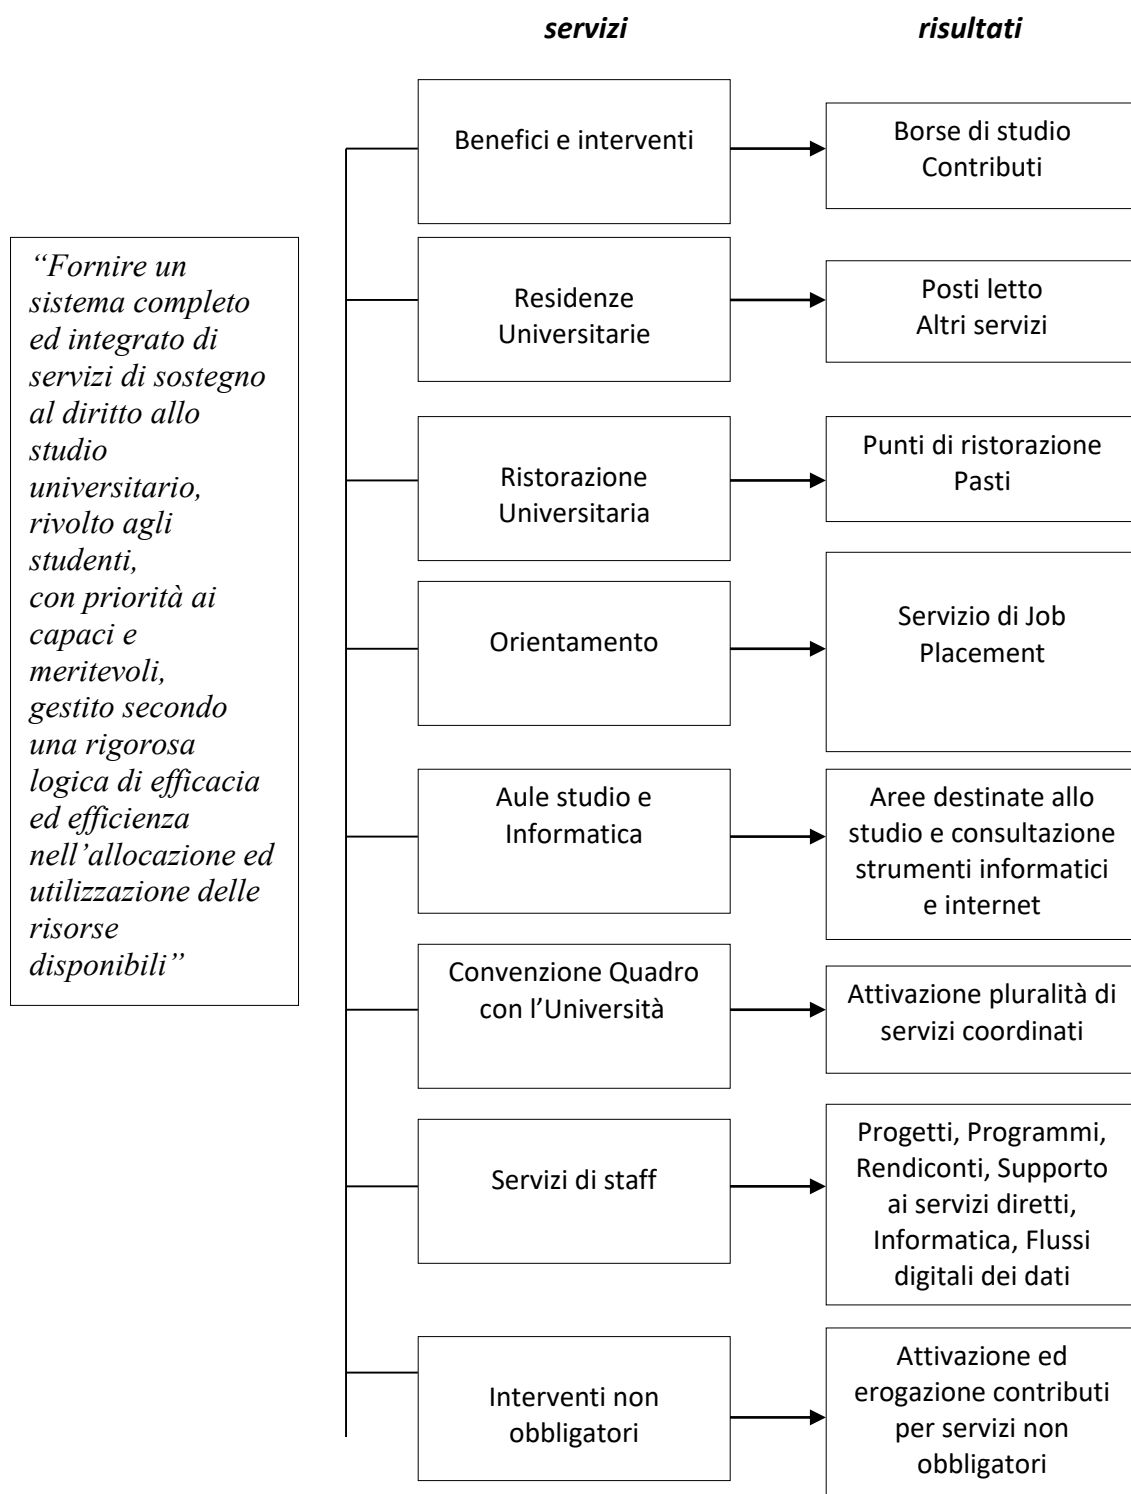 servizi
risultati
“Fornire un
sistema completo
ed integrato di
servizi di sostegno
al diritto allo
studio
universitario,
rivolto agli
studenti,
con priorità ai
capaci e
meritevoli,
gestito secondo
una rigorosa
logica di efficacia
ed efficienza
nell’allocazione ed
utilizzazione delle
risorse
disponibili”
Benefici e interventi
Borse di studio
Contributi
Residenze
Universitarie
Posti letto
Altri servizi
Ristorazione
Universitaria
Punti di ristorazione
Pasti
Orientamento
Servizio di Job
Placement
Aule studio e
Informatica
Aree destinate allo
studio e consultazione
strumenti informatici
e internet
Convenzione Quadro
con l’Università
Attivazione pluralità di
servizi coordinati
Servizi di staff
Progetti, Programmi,
Rendiconti, Supporto
ai servizi diretti,
Informatica, Flussi
digitali dei dati
Interventi non
obbligatori
Attivazione ed
erogazione contributi
per servizi non
obbligatori